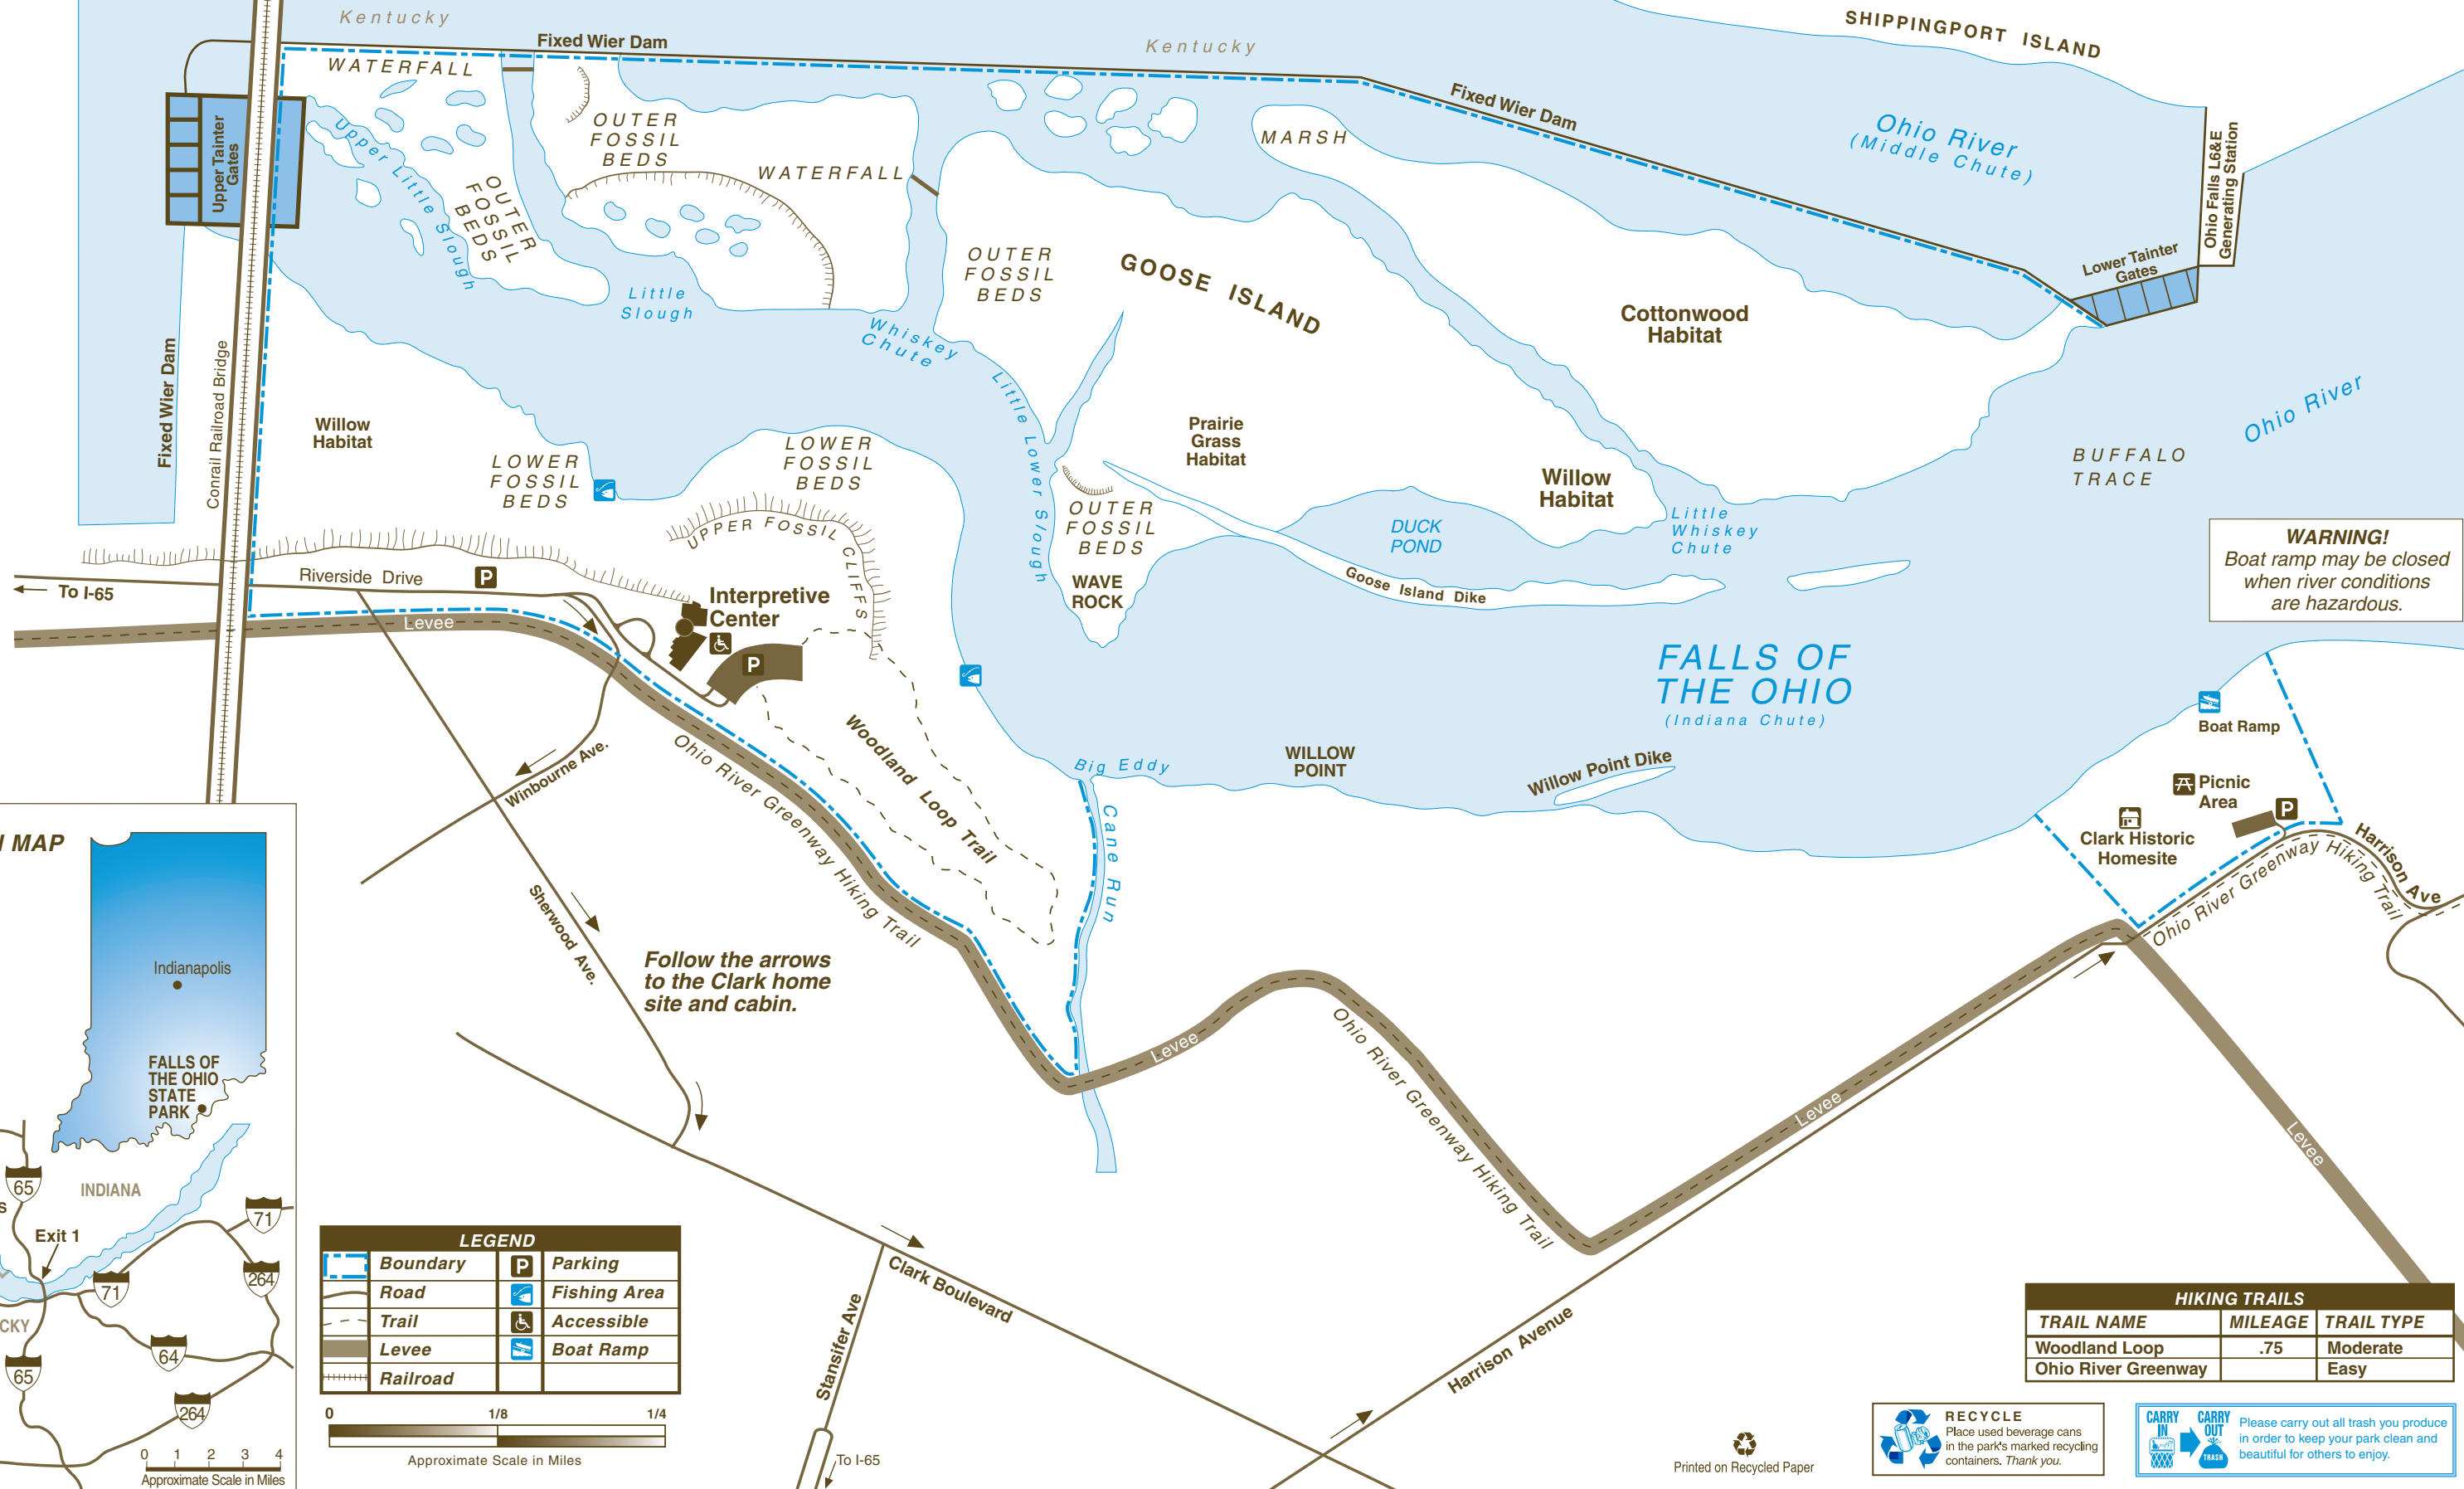 Kentucky
Fixed Wier Dam
Kentucky
SHIPPINGPORT ISLAND
WATERFALL
Fixed Wier Dam
Ohio River
(Middle Chute)
Ohio Falls L6&E
Generating Station
Upper Tainter
Gates
Upper Little Slough
OUTER
FOSSIL
BEDS
OUTER
FOSSIL
BEDS
WATERFALL
MARSH
OUTER
FOSSIL
BEDS
GOOSE ISLAND
Lower Tainter
Gates
Little
Slough
Whiskey
Chute
Cottonwood
Habitat
Fixed Wier Dam
Conrail Railroad Bridge
Willow
Habitat
Little Lower Slough
Prairie
Grass
Habitat
Ohio River
LOWER
FOSSIL
BEDS
LOWER
FOSSIL
BEDS
BUFFALO
TRACE
Willow
Habitat
OUTER
FOSSIL
BEDS
DUCK
POND
Little
Whiskey
Chute
UPPER FOSSIL CLIFFS
WARNING!
Boat ramp may be closed
when river conditions
are hazardous.
To I-65
Riverside Drive
P
Levee
Interpretive
Center
P
WAVE
ROCK
Goose Island Dike
FALLS OF
THE OHIO
(Indiana Chute)
Boat Ramp
Picnic
Area
P
Clark Historic
Homesite
Harrison Ave
Ohio River Greenway Hiking Trail
Woodland Loop Trail
Big Eddy
WILLOW
POINT
Willow Point Dike
Cane Run
Winbourne Ave.
Ohio River Greenway Hiking Trail
Sherwood Ave.
Follow the arrows
to the Clark home
site and cabin.
Levee
Ohio River Greenway Hiking Trail
Levee
Levee
MAP
Indianapolis
FALLS OF
THE OHIO
STATE
PARK
INDIANA
65
71
Exit 1
71
264
CKY
64
65
264
0 1 2 3 4
Approximate Scale in Miles
LEGEND
Boundary
P
Parking
Road
Fishing Area
Trail
Accessible
Levee
Boat Ramp
Railroad
0 1/8 1/4
Approximate Scale in Miles
Stansifer Ave
Clark Boulevard
To I-65
Harrison Avenue
HIKING TRAILS
TRAIL NAME MILEAGE TRAIL TYPE
Woodland Loop .75 Moderate
Ohio River Greenway Easy
Printed on Recycled Paper
RECYCLE
Place used beverage cans
in the park's marked recycling
containers. Thank you.
CARRY
IN
CARRY
OUT
TRASH
Please carry out all trash you produce
in order to keep your park clean and
beautiful for others to enjoy.